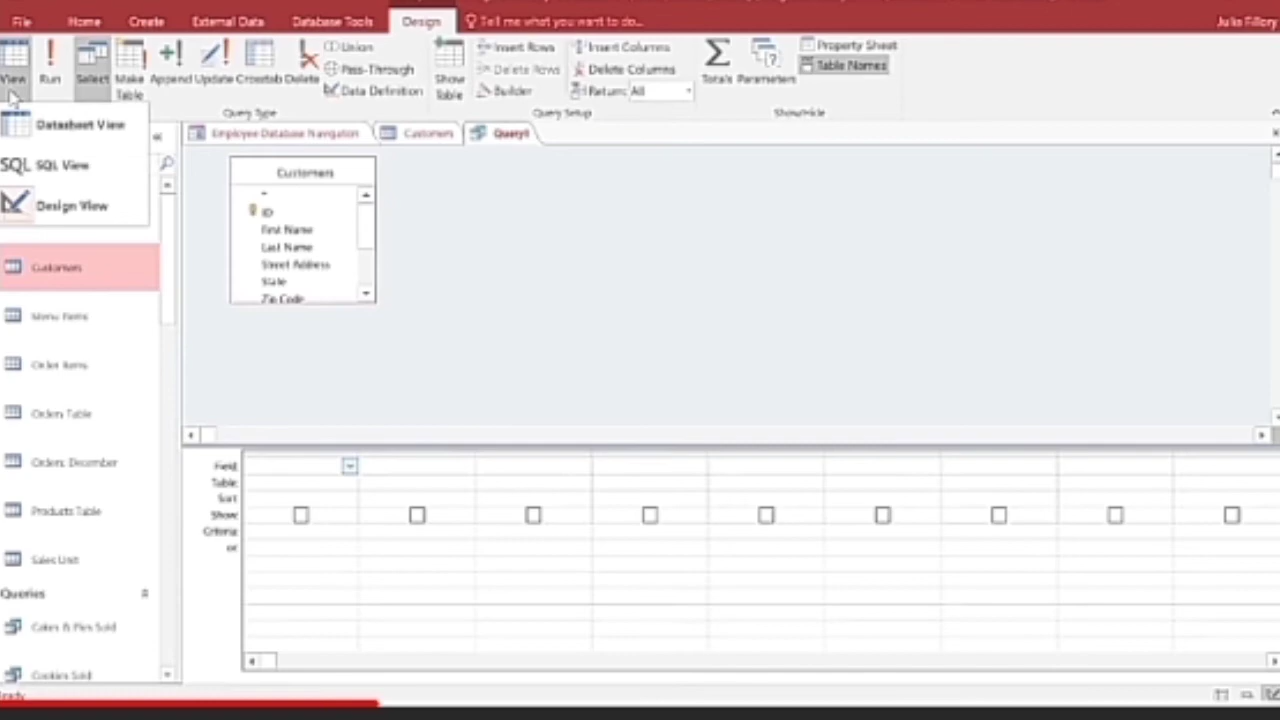 File Home Create External Data Database Tools Design Tell me what you want to do... Julie Fillory
View Run Select Make Table Append Update Crosstab Delete
Union
Pass-Through
Data Definition
Query Type
Show Table
Insert Rows
Delete Rows
Builder
Insert Columns
Delete Columns
Return: All
Query Setup
Totals Parameters
Property Sheet
Table Names
Show/Hide
Datasheet View
SQL SQL View
Design View
Employee Database Navigation Customers Query1
Customers
*
ID
First Name
Last Name
Street Address
State
Zip Code
Customers
Menu Items
Order Items
Orders Table
Orders: December
Products Table
Sales Unit
Queries
Cakes & Pies Sold
Cookies Sold
Field:
Table:
Sort:
Show:
Criteria:
or:
Ready